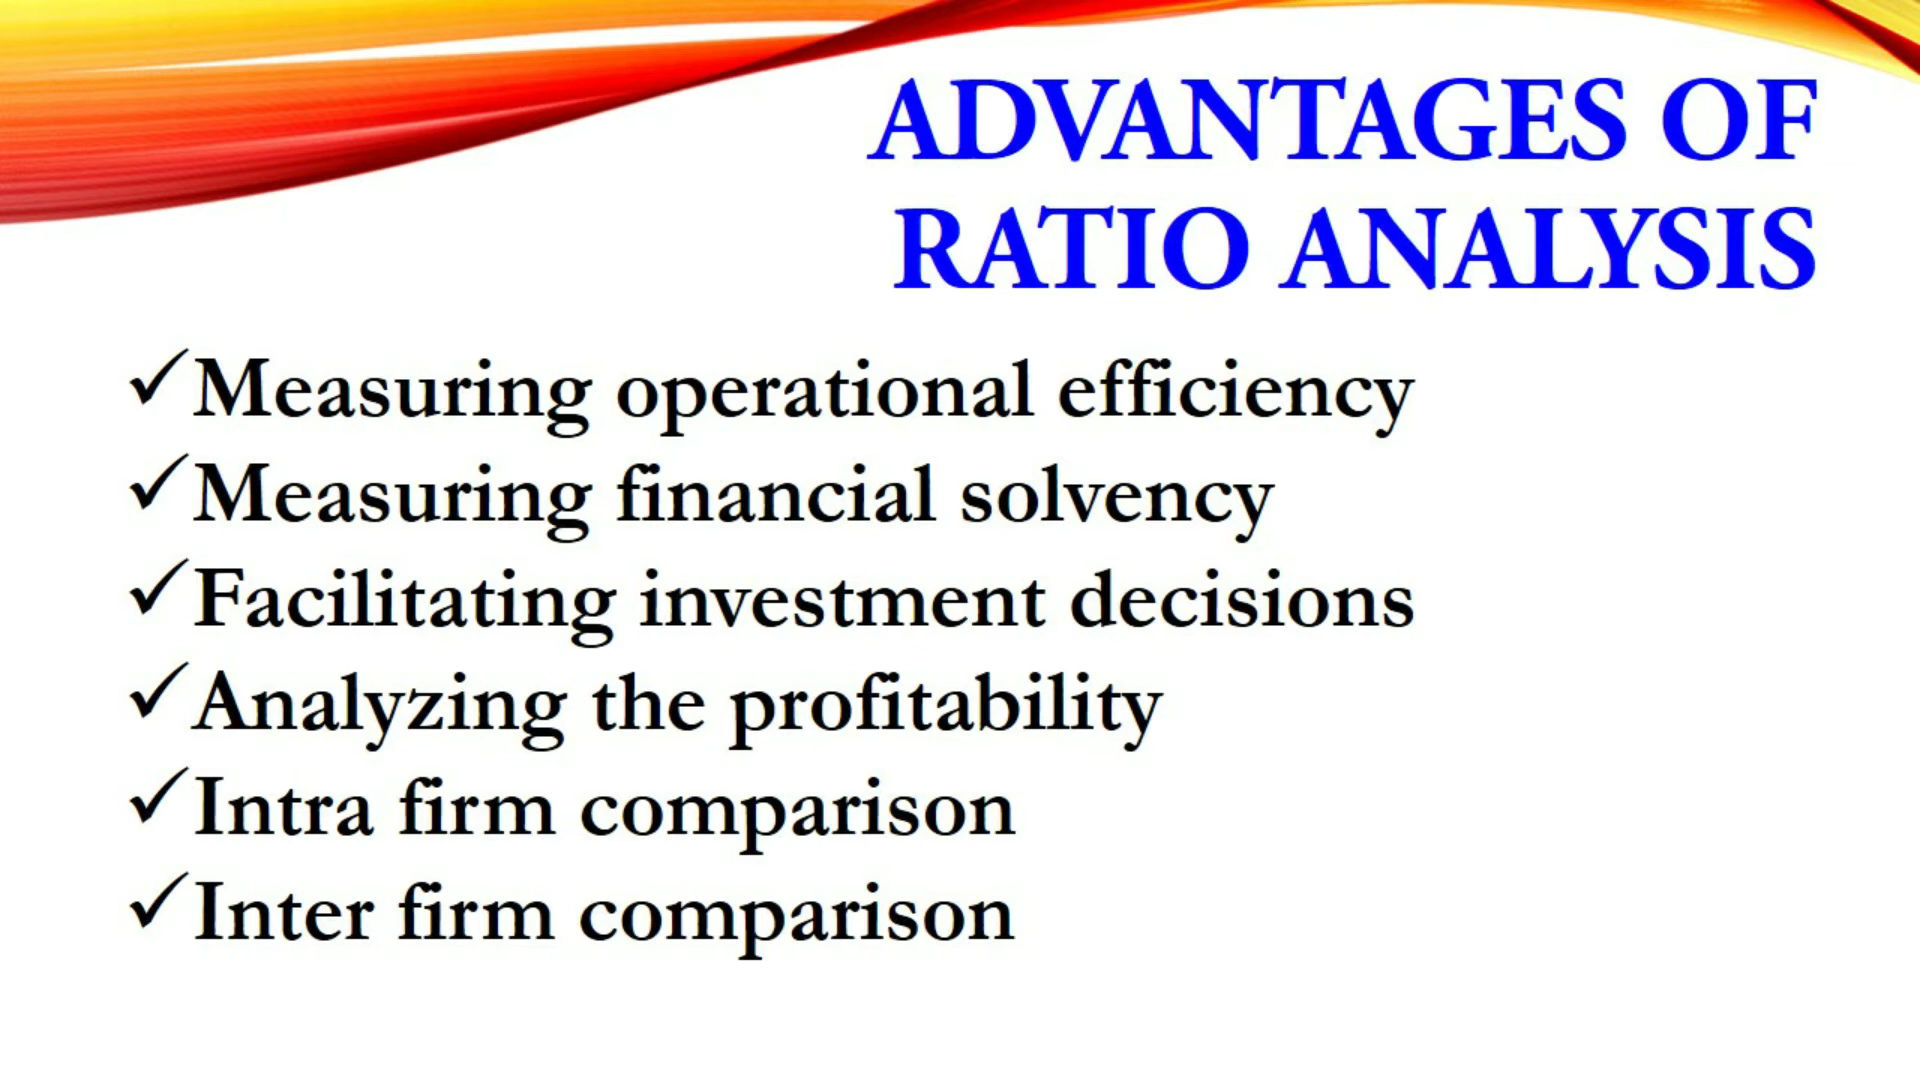 ADVANTAGES OF
RATIO ANALYSIS
✓Measuring operational efficiency
✓Measuring financial solvency
✓Facilitating investment decisions
✓Analyzing the profitability
✓Intra firm comparison
✓Inter firm comparison